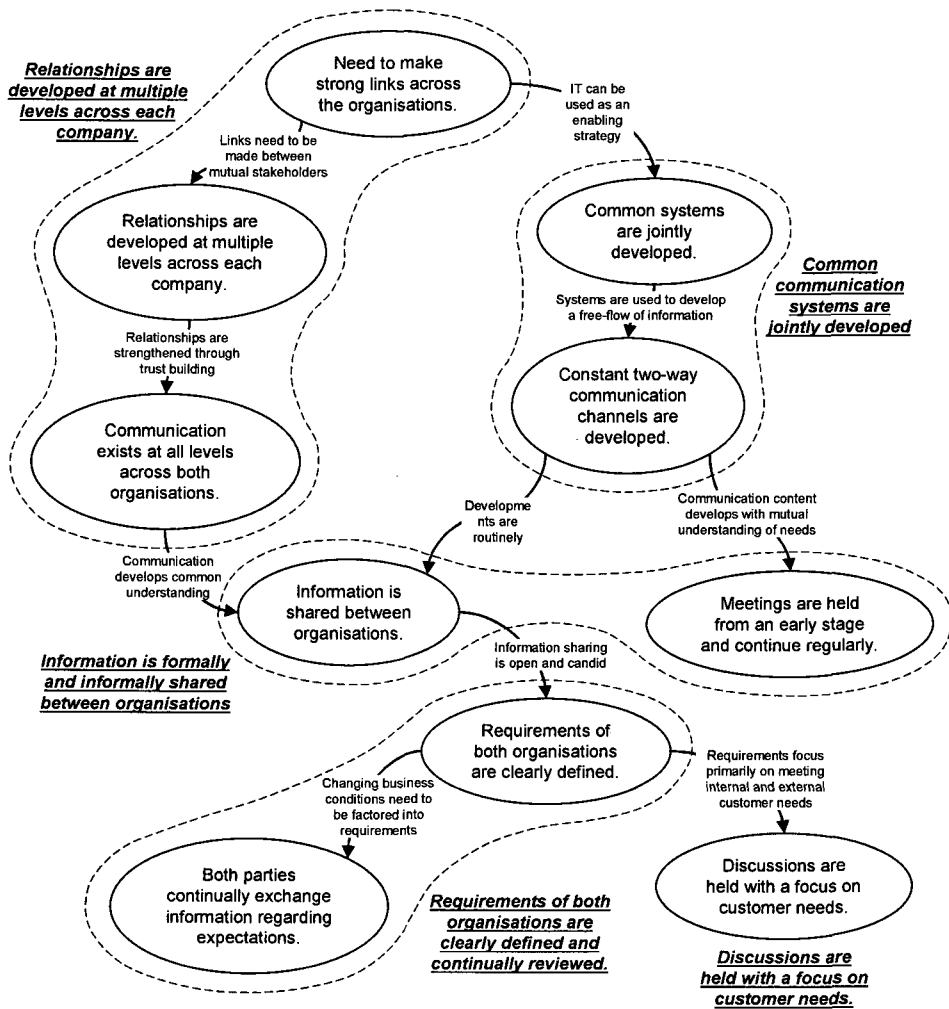 Relationships are
developed at multiple
levels across each
company.
Need to make
strong links across
the organisations.
IT can be
used as an
enabling
strategy
Links need to be
made between
mutual stakeholders
Relationships are
developed at multiple
levels across each
company.
Common systems
are jointly
developed.
Common
communication
systems are
jointly developed
Systems are used to develop
a free-flow of information
Relationships are
strengthened through
trust building
Constant two-way
communication
channels are
developed.
Communication
exists at all levels
across both
organisations.
Developme
nts are
routinely
Communication content
develops with mutual
understanding of needs
Communication
develops common
understanding
Information is
shared between
organisations.
Meetings are held
from an early stage
and continue regularly.
Information is formally
and informally shared
between organisations
Information sharing
is open and candid
Requirements of
both organisations
are clearly defined.
Requirements focus
primarily on meeting
internal and external
customer needs
Changing business
conditions need to
be factored into
requirements
Both parties
continually exchange
information regarding
expectations.
Discussions are
held with a focus on
customer needs.
Requirements of both
organisations are
clearly defined and
continually reviewed.
Discussions are
held with a focus on
customer needs.